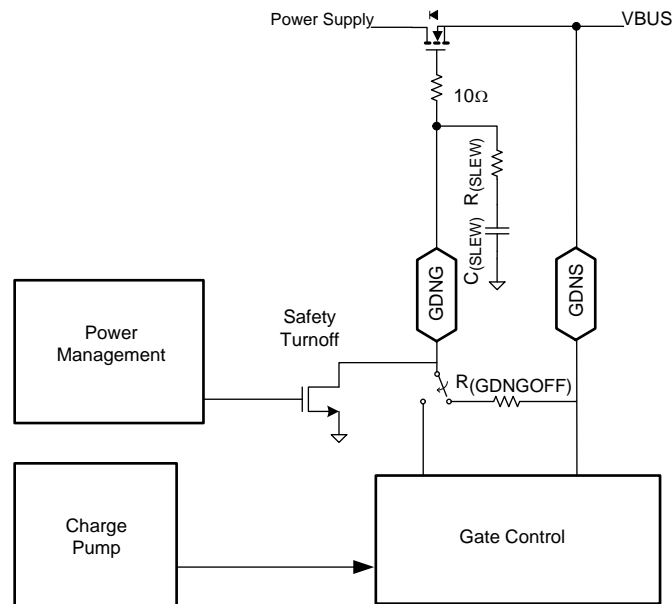 Power Supply
VBUS
10Ω
R(SLEW)
C(SLEW)
GDNG
GDNS
Safety
Turnoff
Power
Management
R(GDNGOFF)
Charge
Pump
Gate Control